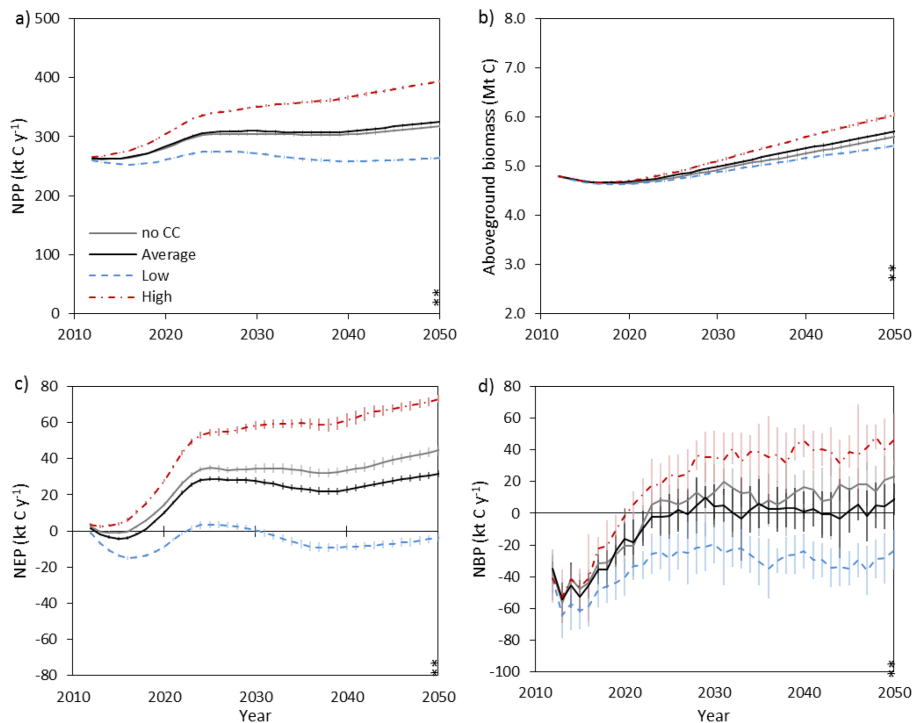 a)
500
400
300
200
100
0
NPP (kt C y-1)
no CC
Average
Low
High
**
2010 2020 2030 2040 2050
b)
8.0
7.0
6.0
5.0
4.0
3.0
2.0
Aboveground biomass (Mt C)
**
2010 2020 2030 2040 2050
c)
80
60
40
20
0
-20
-40
-60
-80
NEP (kt C y-1)
**
2010 2020 2030 2040 2050
Year
d)
80
60
40
20
0
-20
-40
-60
-80
-100
NBP (kt C y-1)
**
2010 2020 2030 2040 2050
Year